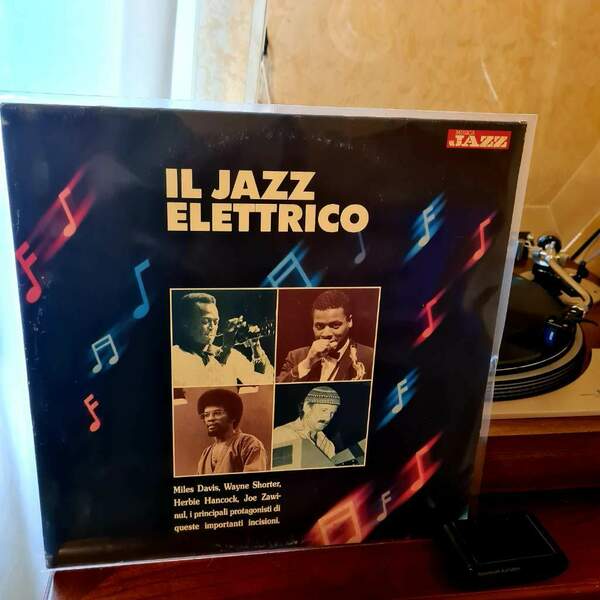 MUSICA
JAZZ
IL JAZZ
ELETTRICO
Miles Davis, Wayne Shorter,
Herbie Hancock, Joe Zawi-
nul, i principali protagonisti di
queste importanti incisioni.